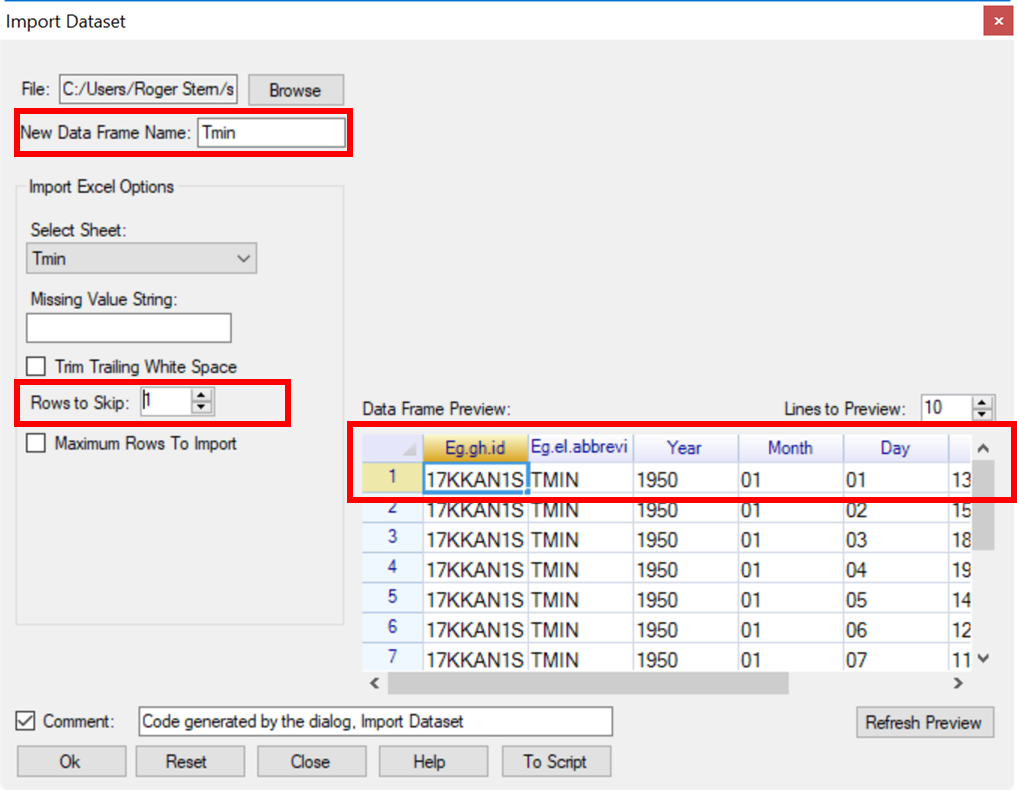 Import Dataset
File: C:/Users/Roger Stern/s Browse
New Data Frame Name: Tmin
Import Excel Options
Select Sheet:
Tmin
Missing Value String:
Trim Trailing White Space
Rows to Skip: 1
Maximum Rows To Import
Data Frame Preview: Lines to Preview: 10
Eg.gh.id Eg.el.abbrevi Year Month Day
1 17KKAN1S TMIN 1950 01 01 13
2 17KKAN1S TMIN 1950 01 02 15
3 17KKAN1S TMIN 1950 01 03 18
4 17KKAN1S TMIN 1950 01 04 19
5 17KKAN1S TMIN 1950 01 05 14
6 17KKAN1S TMIN 1950 01 06 12
7 17KKAN1S TMIN 1950 01 07 11
Comment: Code generated by the dialog, Import Dataset Refresh Preview
Ok Reset Close Help To Script